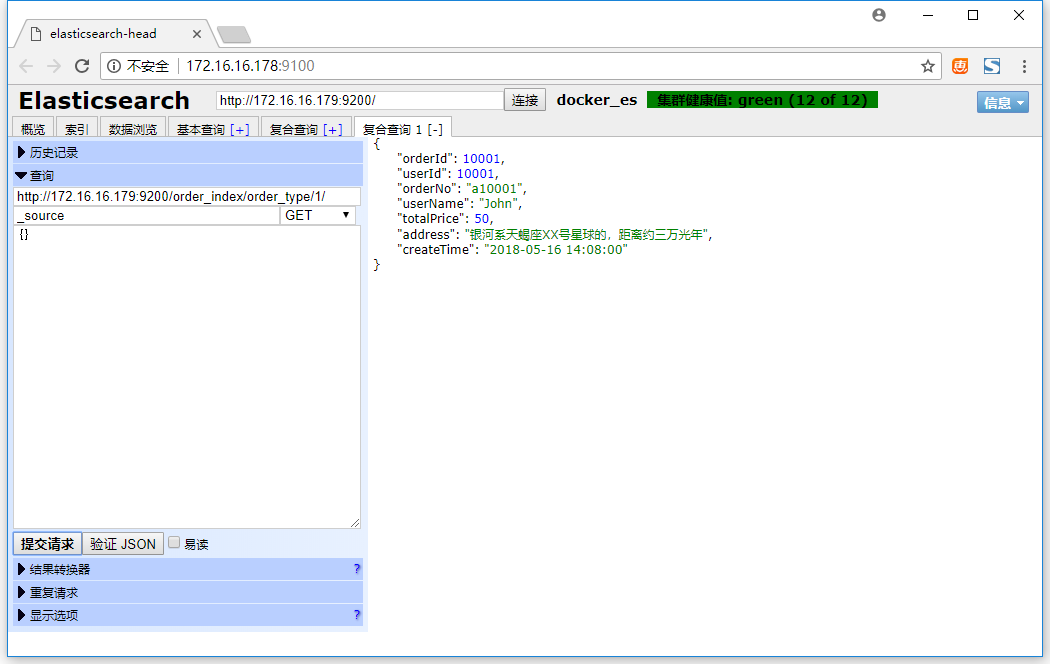 elasticsearch-head
不安全 172.16.16.178:9100
Elasticsearch http://172.16.16.179:9200/ 连接 docker_es 集群健康值: green (12 of 12) 信息
概览 索引 数据浏览 基本查询 [+] 复合查询 [+] 复合查询 1 [-]
历史记录
查询
http://172.16.16.179:9200/order_index/order_type/1/
_source GET
{}
提交请求 验证 JSON 易读
结果转换器 ?
重复请求
显示选项 ?
{
"orderId": 10001,
"userId": 10001,
"orderNo": "a10001",
"userName": "John",
"totalPrice": 50,
"address": "银河系天蝎座XX号星球的，距离约三万光年",
"createTime": "2018-05-16 14:08:00"
}